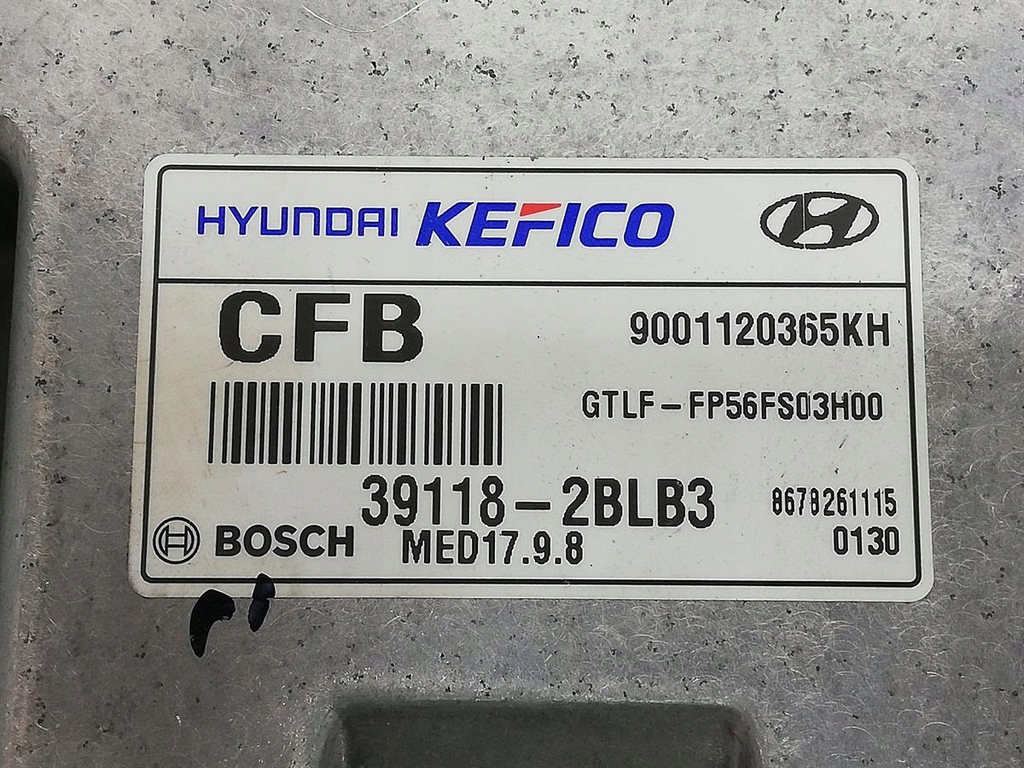 HYUNDAI KEFICO
CFB
9001120365KH
GTLF-FP56FS03H00
39118-2BLB3
8678261115
BOSCH MED17.9.8
0130